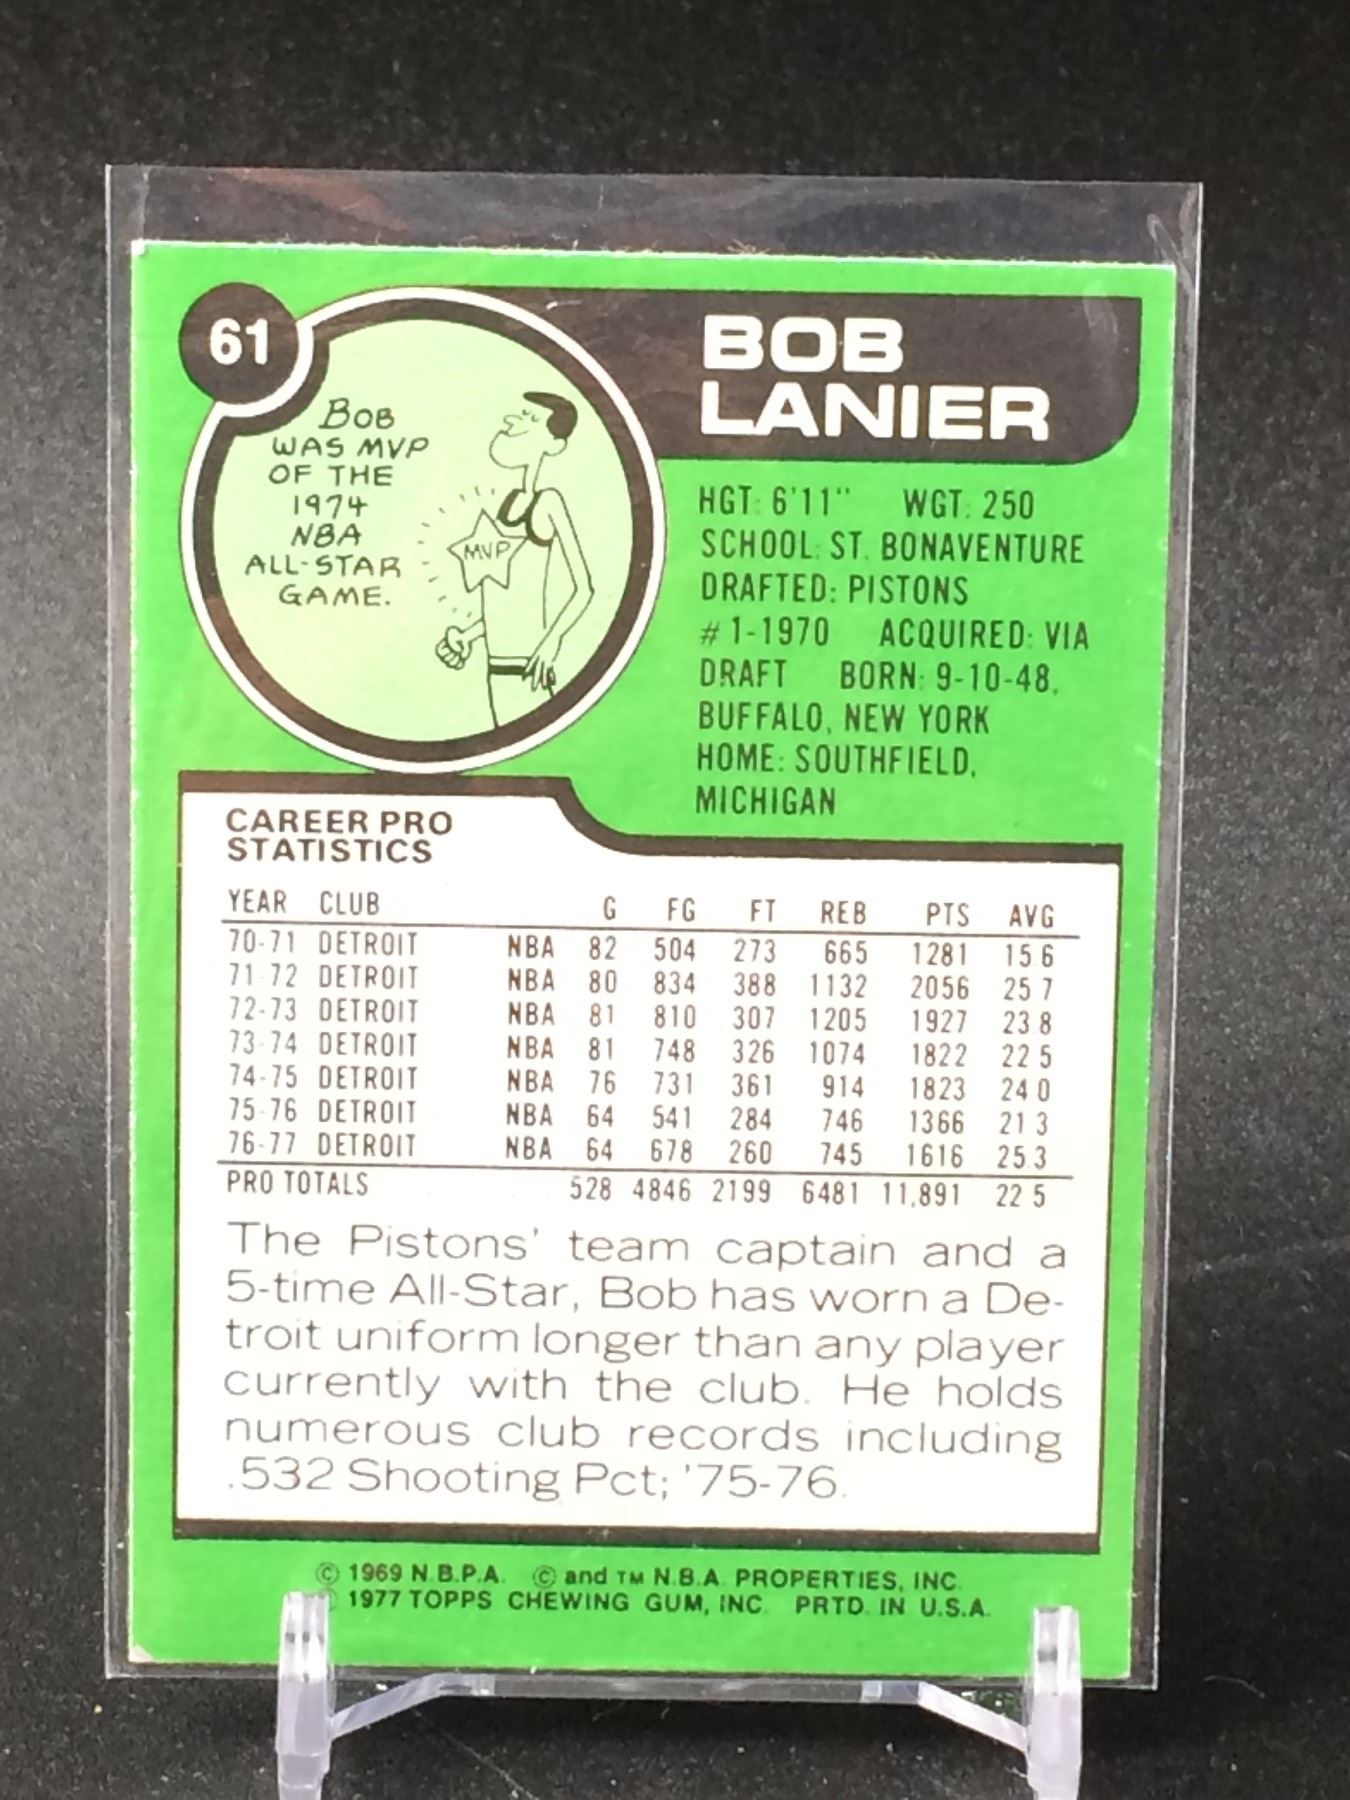 61
BOB
LANIER
BOB
WAS MVP
OF THE
1974
NBA
ALL-STAR
GAME.
MVP
HGT: 6'11" WGT: 250
SCHOOL: ST. BONAVENTURE
DRAFTED: PISTONS
#1-1970 ACQUIRED: VIA
DRAFT BORN: 9-10-48,
BUFFALO, NEW YORK
HOME: SOUTHFIELD,
MICHIGAN
CAREER PRO
STATISTICS
YEAR CLUB G FG FT REB PTS AVG
70-71 DETROIT NBA 82 504 273 665 1281 15.6
71-72 DETROIT NBA 80 834 388 1132 2056 25.7
72-73 DETROIT NBA 81 810 307 1205 1927 23.8
73-74 DETROIT NBA 81 748 326 1074 1822 22.5
74-75 DETROIT NBA 76 731 361 914 1823 24.0
75-76 DETROIT NBA 64 541 284 746 1366 21.3
76-77 DETROIT NBA 64 678 260 745 1616 25.3
PRO TOTALS 528 4846 2199 6481 11,891 22.5
The Pistons' team captain and a
5-time All-Star, Bob has worn a De-
troit uniform longer than any player
currently with the club. He holds
numerous club records including
.532 Shooting Pct; '75-76.
© 1969 N.B.P.A. © and TM N.B.A. PROPERTIES, INC.
© 1977 TOPPS CHEWING GUM, INC. PRTD. IN U.S.A.